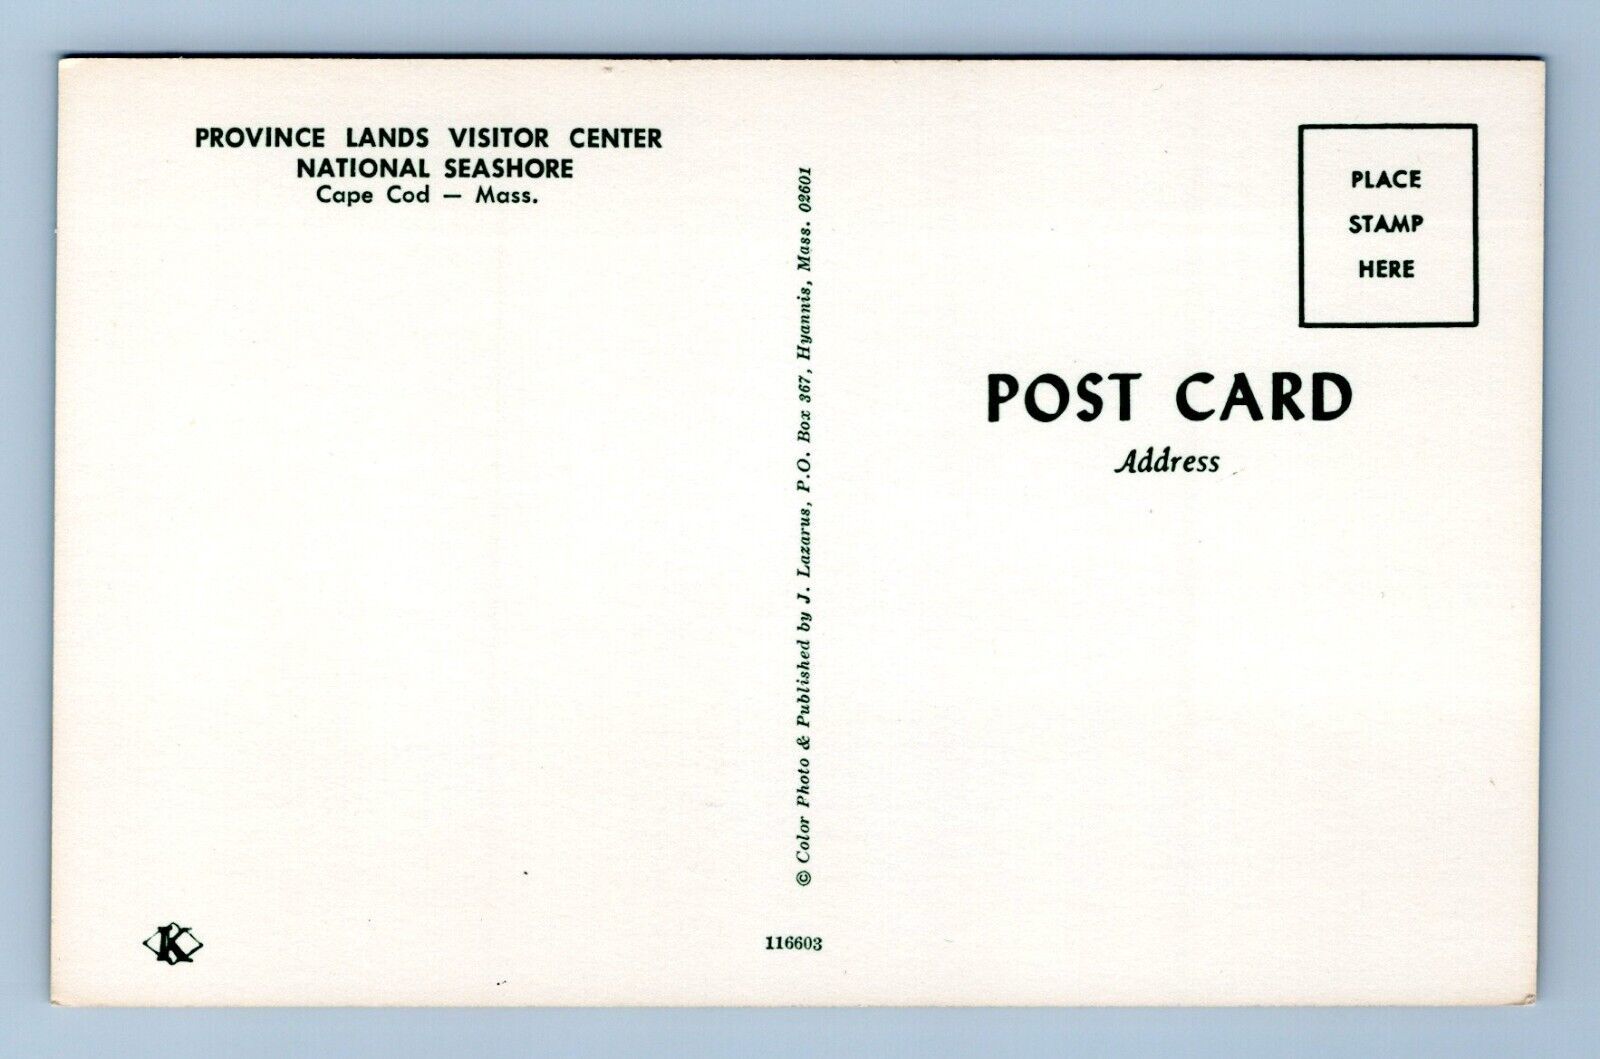 PROVINCE LANDS VISITOR CENTER
NATIONAL SEASHORE
Cape Cod — Mass.
© Color Photo & Published by J. Lazarus, P.O. Box 367, Hyannis, Mass. 02601
PLACE
STAMP
HERE
POST CARD
Address
K
116603